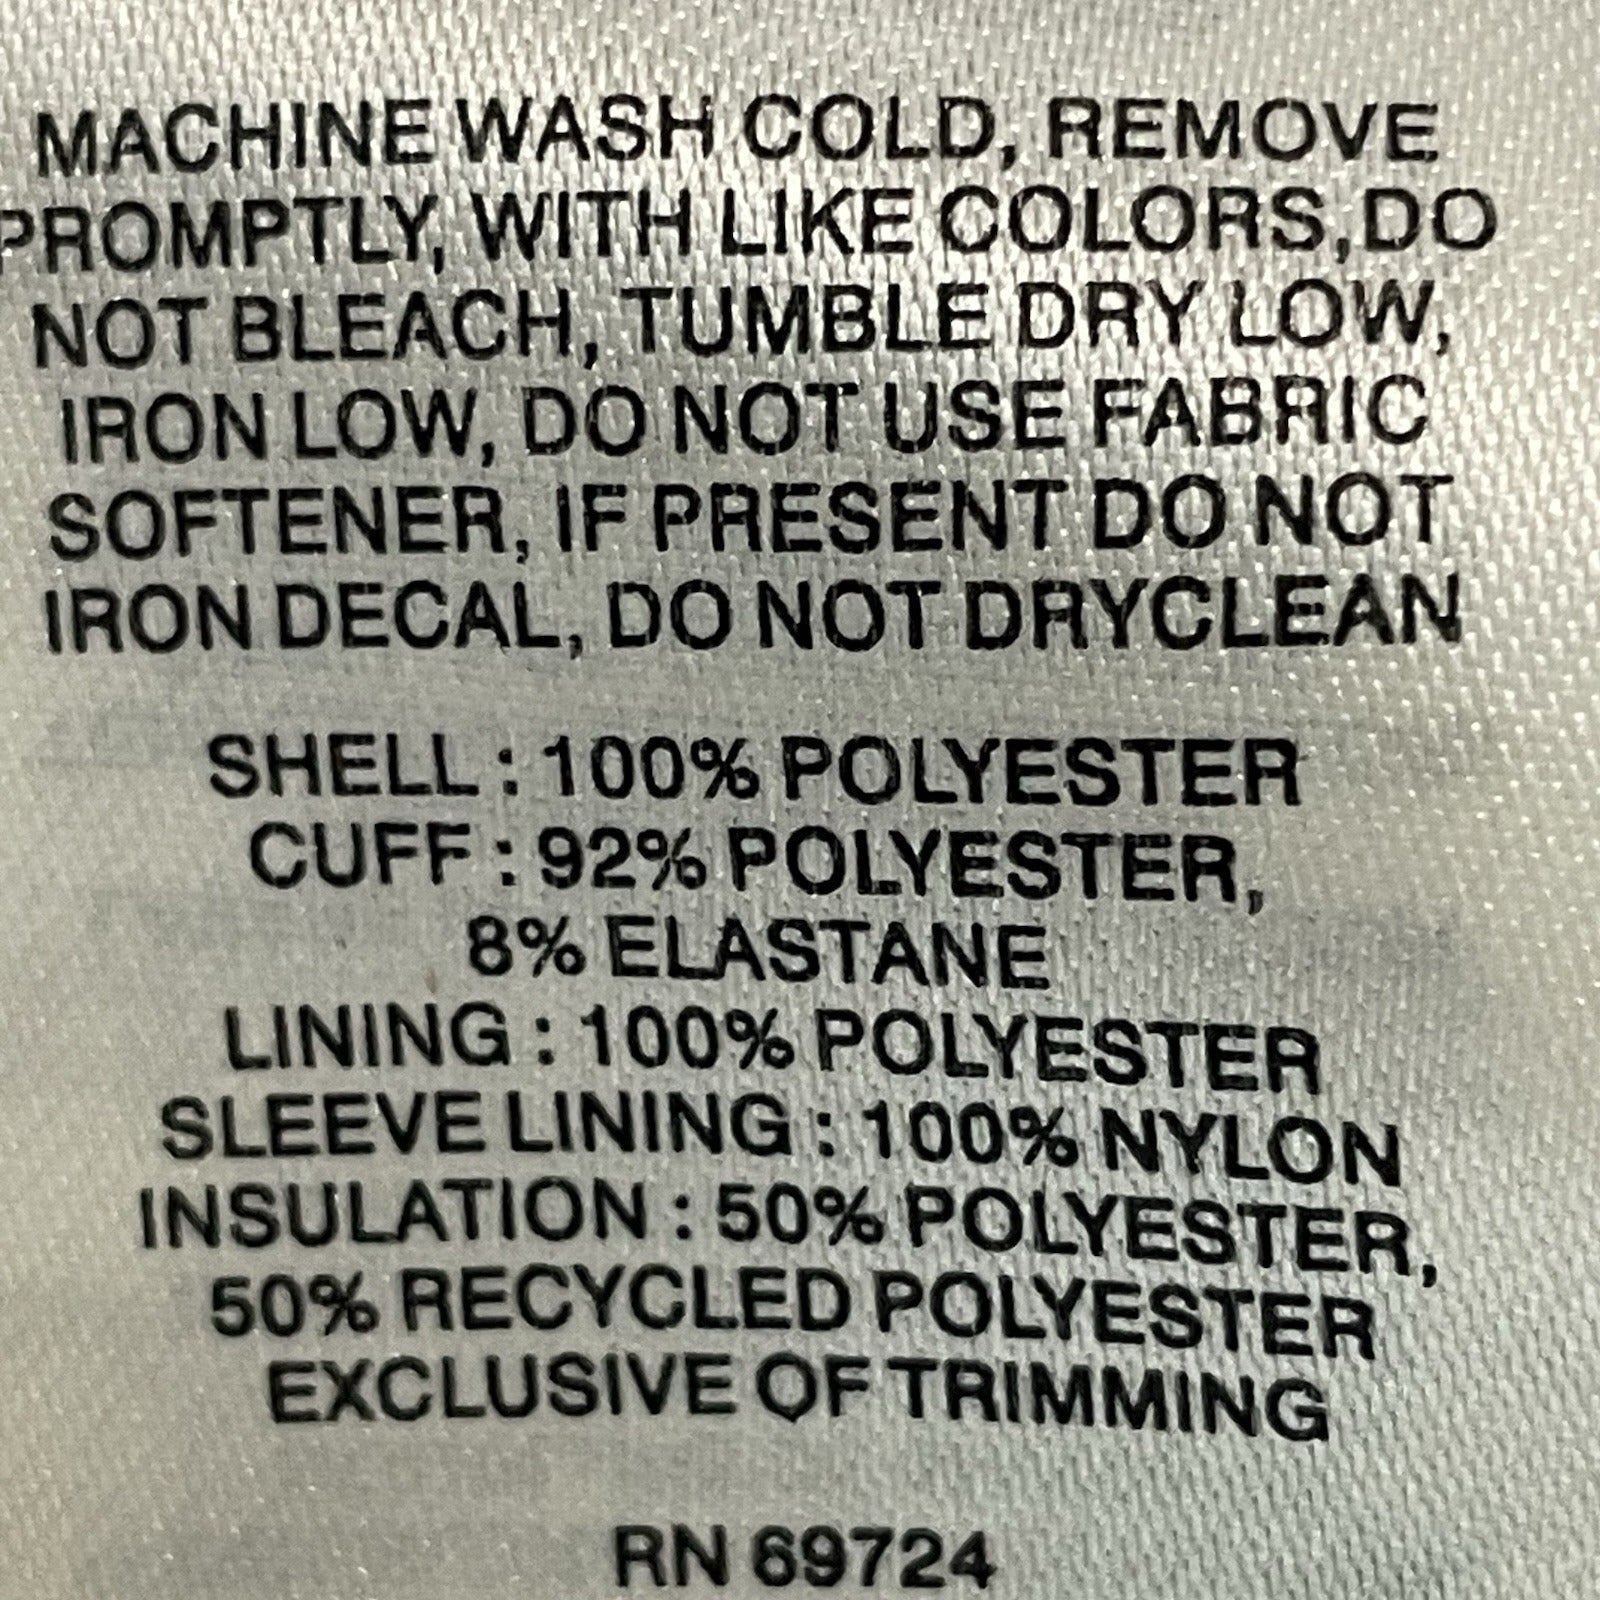 MACHINE WASH COLD, REMOVE
PROMPTLY, WITH LIKE COLORS,DO
NOT BLEACH, TUMBLE DRY LOW,
IRON LOW, DO NOT USE FABRIC
SOFTENER, IF PRESENT DO NOT
IRON DECAL, DO NOT DRYCLEAN
SHELL : 100% POLYESTER
CUFF : 92% POLYESTER,
8% ELASTANE
LINING : 100% POLYESTER
SLEEVE LINING : 100% NYLON
INSULATION : 50% POLYESTER,
50% RECYCLED POLYESTER
EXCLUSIVE OF TRIMMING
RN 69724